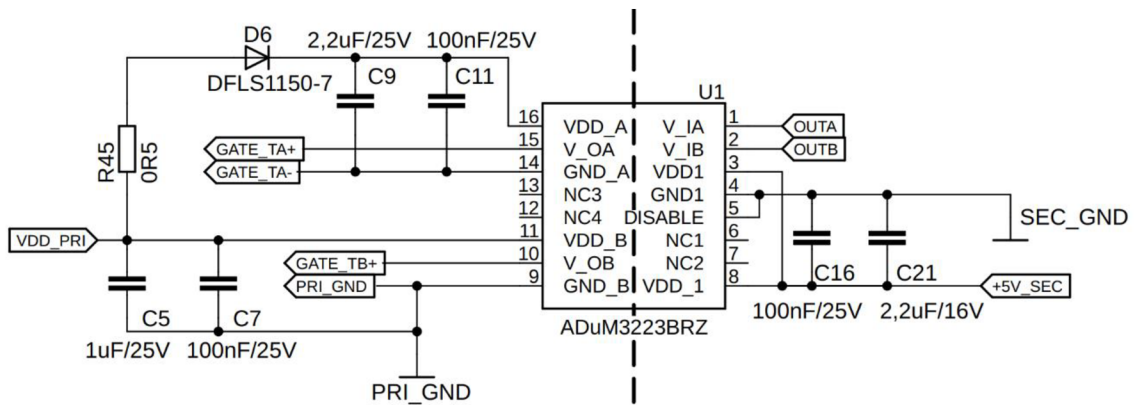 D6
2,2uF/25V 100nF/25V
DFLS1150-7
C9 C11
U1
R45
0R5
16 VDD_A V_IA 1 OUTA
GATE_TA+ 15 V_OA V_IB 2 OUTB
GATE_TA- 14 GND_A VDD1 3
13 NC3 GND1 4
12 NC4 DISABLE 5
SEC_GND
VDD_PRI 11 VDD_B NC1 6
GATE_TB+ 10 V_OB NC2 7
PRI_GND 9 GND_B VDD_1 8
C16 C21
+5V_SEC
100nF/25V 2,2uF/16V
C5 C7
ADuM3223BRZ
1uF/25V 100nF/25V
PRI_GND